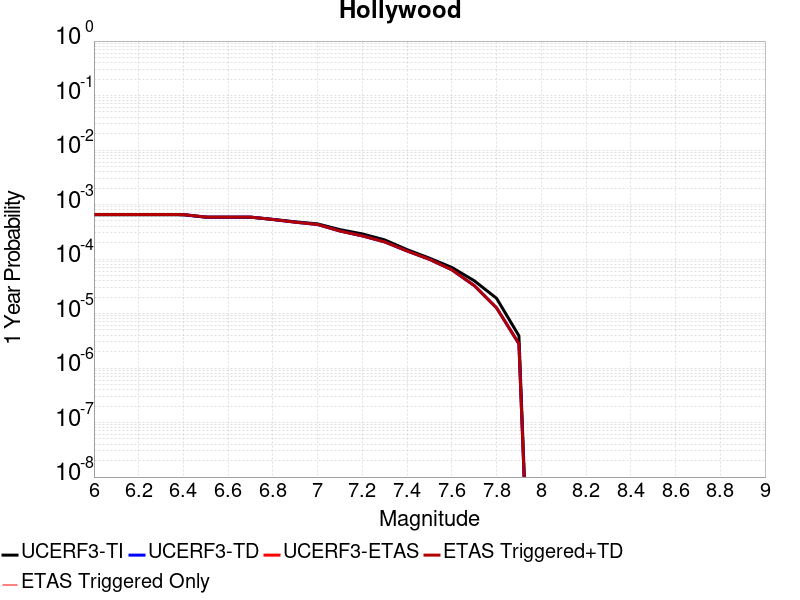 Hollywood
1 Year Probability
10^0
10^-1
10^-2
10^-3
10^-4
10^-5
10^-6
10^-7
10^-8
6 6.2 6.4 6.6 6.8 7 7.2 7.4 7.6 7.8 8 8.2 8.4 8.6 8.8 9
Magnitude
UCERF3-TI UCERF3-TD UCERF3-ETAS ETAS Triggered+TD
ETAS Triggered Only